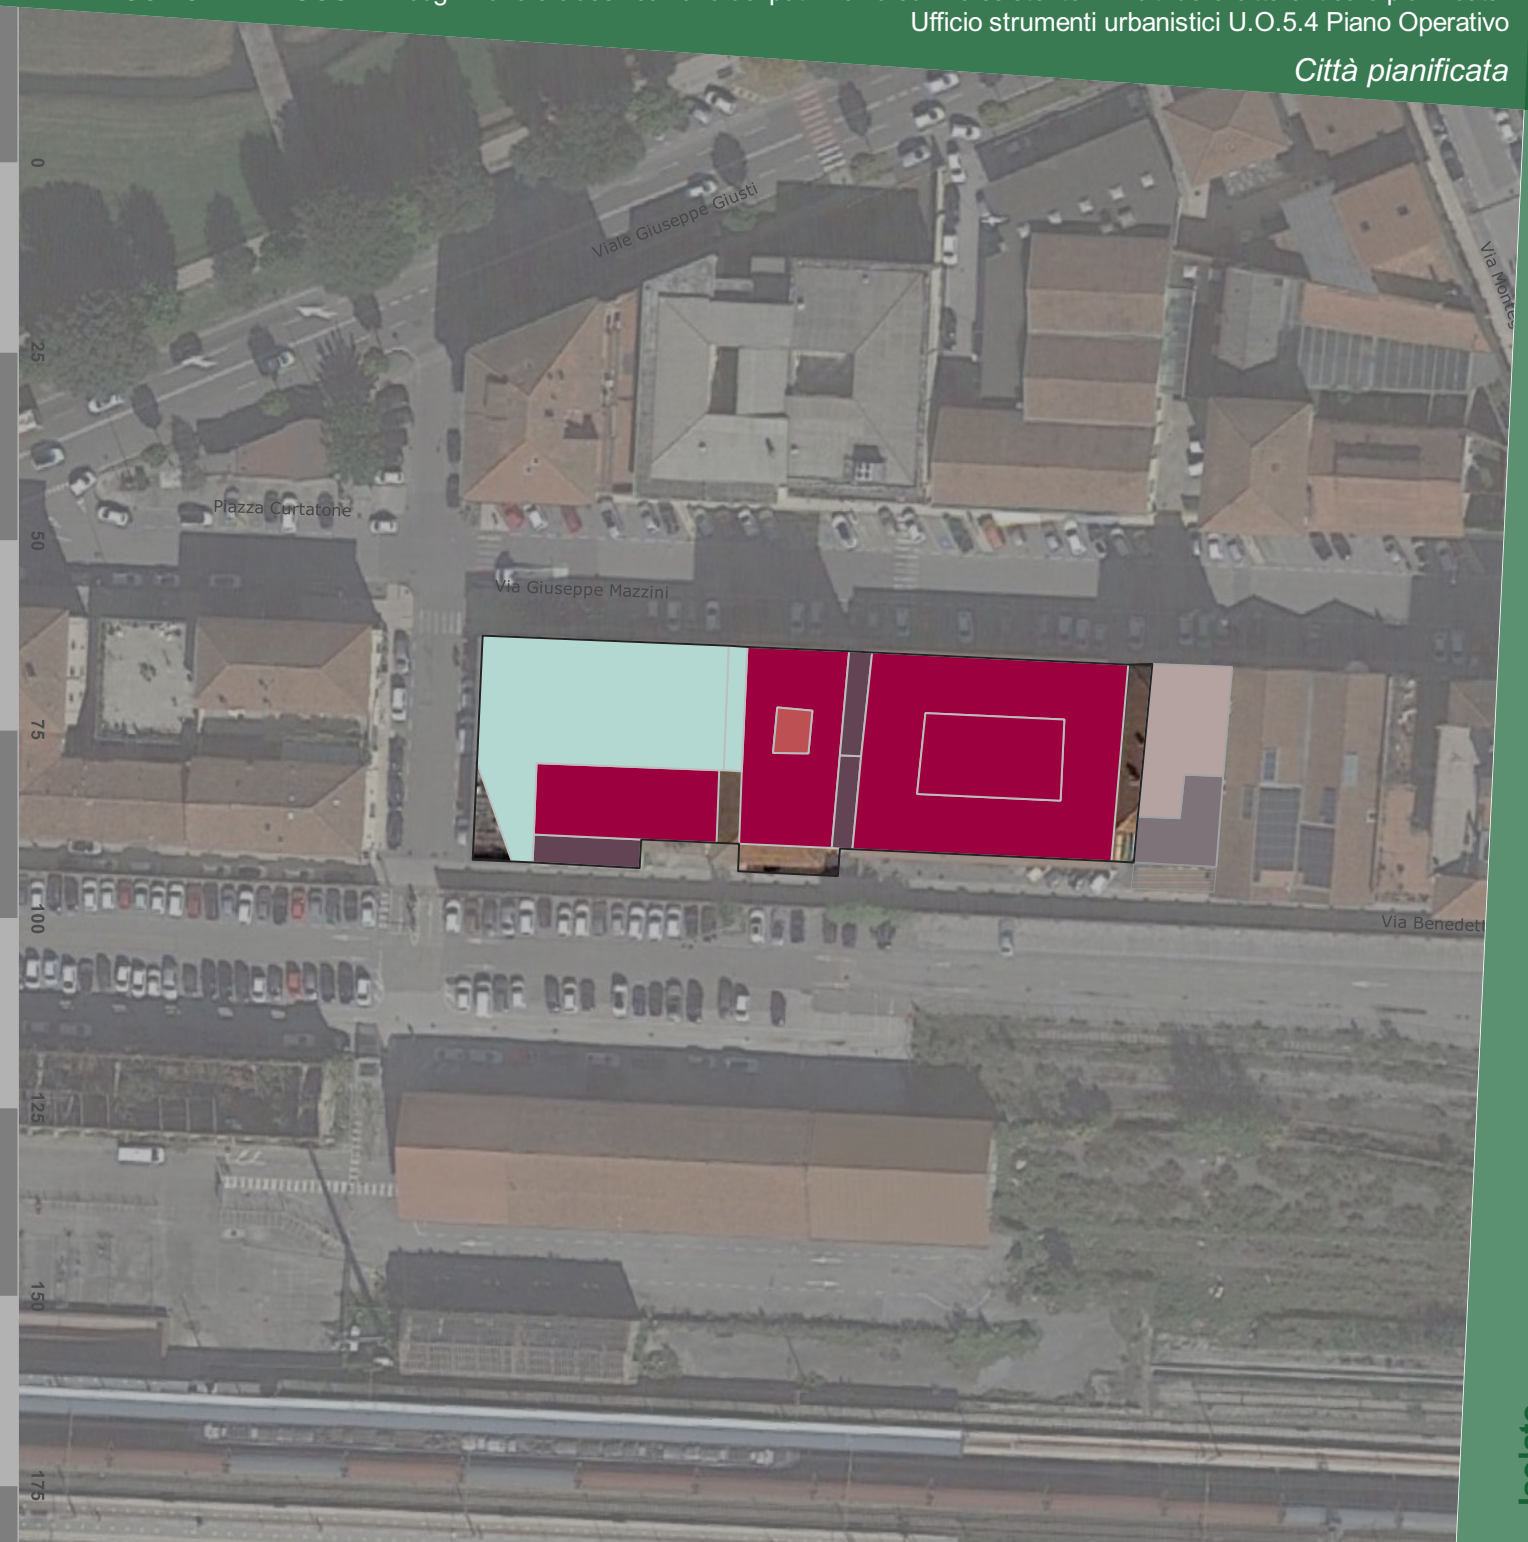 Ufficio strumenti urbanistici U.O.5.4 Piano Operativo
Città pianificata
Viale Giuseppe Giusti
Via Montes
Piazza Curtatone
Via Giuseppe Mazzini
Via Benedett
0
25
50
75
100
125
150
175